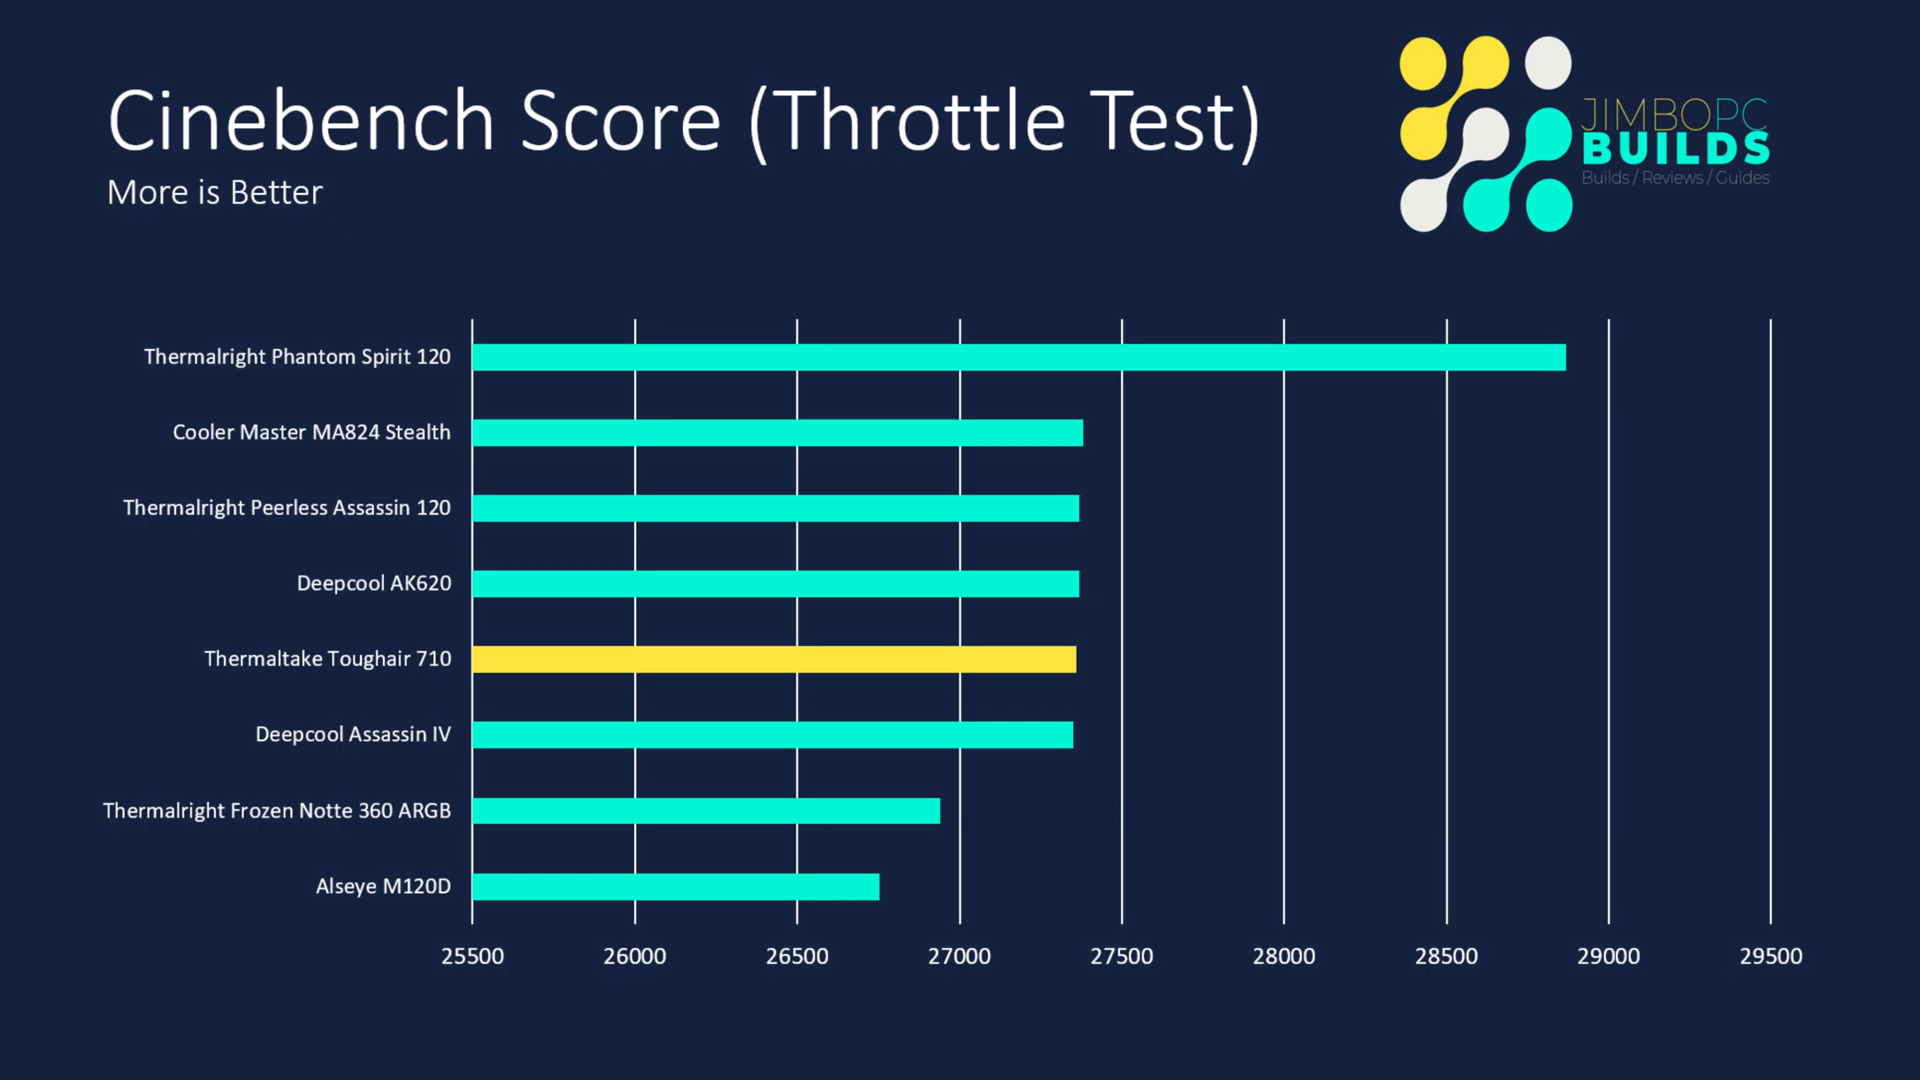 Cinebench Score (Throttle Test)
More is Better
JIMBOPC
BUILDS
Builds / Reviews / Guides
Thermalright Phantom Spirit 120
Cooler Master MA824 Stealth
Thermalright Peerless Assassin 120
Deepcool AK620
Thermaltake Toughair 710
Deepcool Assassin IV
Thermalright Frozen Notte 360 ARGB
Alseye M120D
25500 26000 26500 27000 27500 28000 28500 29000 29500